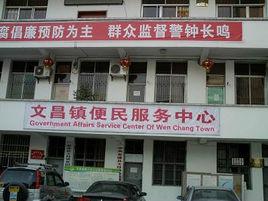 腐倡廉预防为主 群众监督警钟长鸣
文昌镇便民服务中心
Government Affairs Service Center Of Wen Chang Town